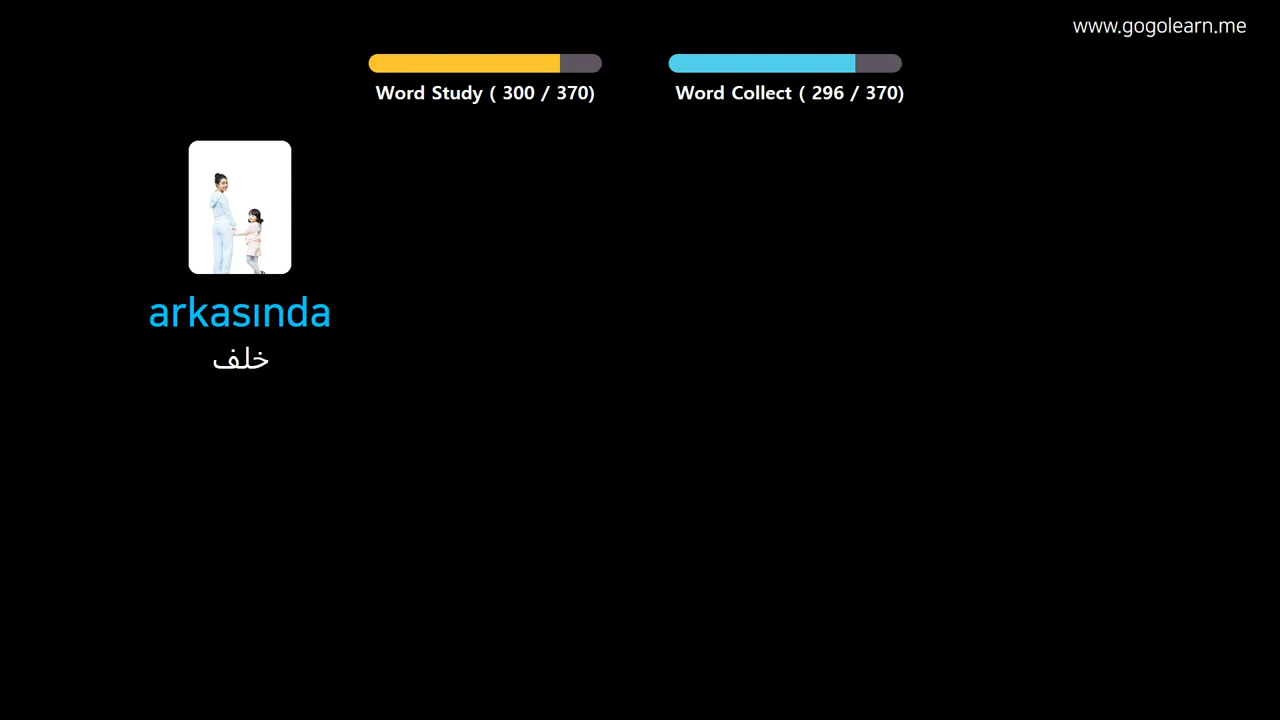 www.gogolearn.me
Word Study ( 300 / 370)
Word Collect ( 296 / 370)
arkasında
خلف